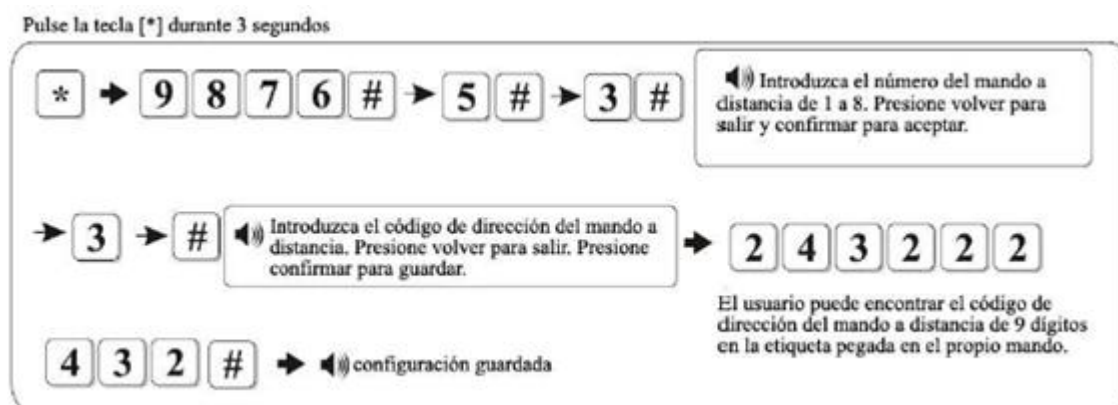 Pulse la tecla [*] durante 3 segundos
* 9 8 7 6 # 5 # 3 #
Introduzca el número del mando a
distancia de 1 a 8. Presione volver para
salir y confirmar para aceptar.
3 #
Introduzca el código de dirección del mando a
distancia. Presione volver para salir. Presione
confirmar para guardar.
2 4 3 2 2 2
El usuario puede encontrar el código de
dirección del mando a distancia de 9 dígitos
en la etiqueta pegada en el propio mando.
4 3 2 #
configuración guardada